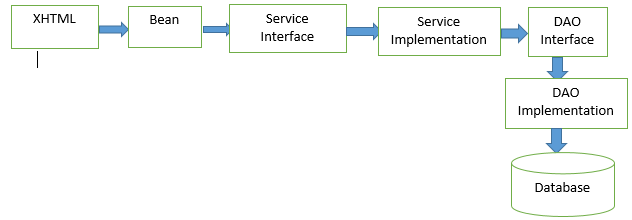 XHTML
Bean
Service
Interface
Service
Implementation
DAO
Interface
DAO
Implementation
Database